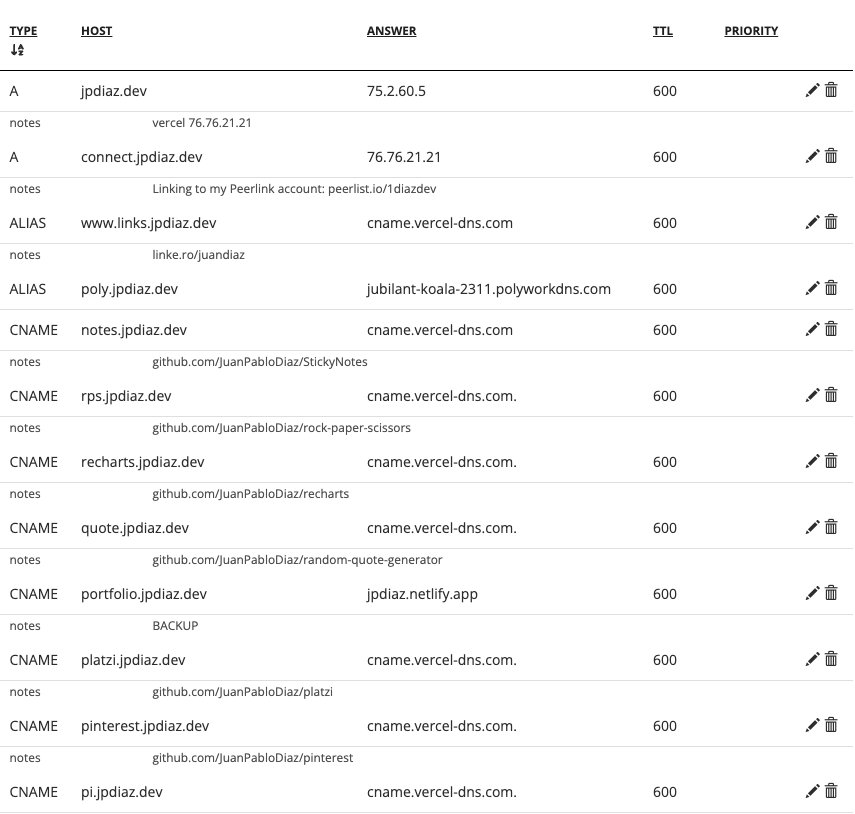 TYPE HOST ANSWER TTL PRIORITY
A jpdiaz.dev 75.2.60.5 600
notes vercel 76.76.21.21
A connect.jpdiaz.dev 76.76.21.21 600
notes Linking to my Peerlink account: peerlist.io/1diazdev
ALIAS www.links.jpdiaz.dev cname.vercel-dns.com 600
notes linke.ro/juandiaz
ALIAS poly.jpdiaz.dev jubilant-koala-2311.polyworkdns.com 600
CNAME notes.jpdiaz.dev cname.vercel-dns.com 600
notes github.com/JuanPabloDiaz/StickyNotes
CNAME rps.jpdiaz.dev cname.vercel-dns.com. 600
notes github.com/JuanPabloDiaz/rock-paper-scissors
CNAME recharts.jpdiaz.dev cname.vercel-dns.com. 600
notes github.com/JuanPabloDiaz/recharts
CNAME quote.jpdiaz.dev cname.vercel-dns.com. 600
notes github.com/JuanPabloDiaz/random-quote-generator
CNAME portfolio.jpdiaz.dev jpdiaz.netlify.app 600
notes BACKUP
CNAME platzi.jpdiaz.dev cname.vercel-dns.com. 600
notes github.com/JuanPabloDiaz/platzi
CNAME pinterest.jpdiaz.dev cname.vercel-dns.com. 600
notes github.com/JuanPabloDiaz/pinterest
CNAME pi.jpdiaz.dev cname.vercel-dns.com. 600